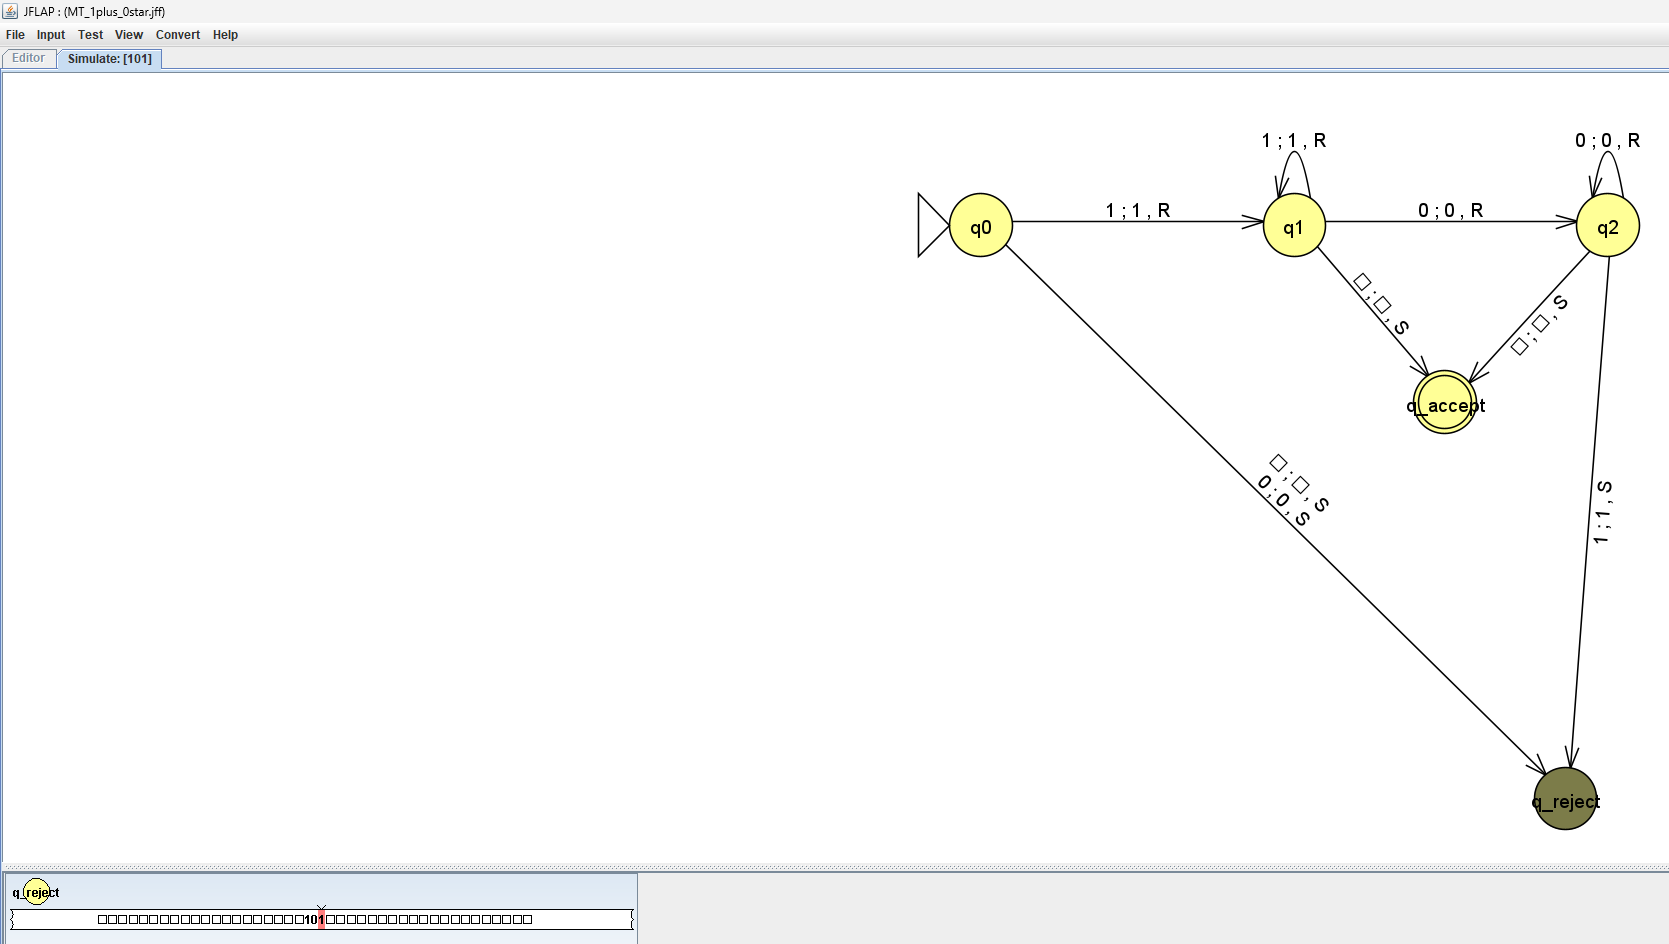 JFLAP : (MT_1plus_0star.jff)
File Input Test View Convert Help
Editor Simulate: [101]
1 ; 1 , R
0 ; 0 , R
q0
1 ; 1 , R
q1
0 ; 0 , R
q2
□ ; □ , S
□ ; □ , S
q_accept
□ ; □ , S
0 ; 0 , S
1 ; 1 , S
q_reject
q_reject
□□□□□□□□□□□□□□□□□□□□101□□□□□□□□□□□□□□□□□□□□